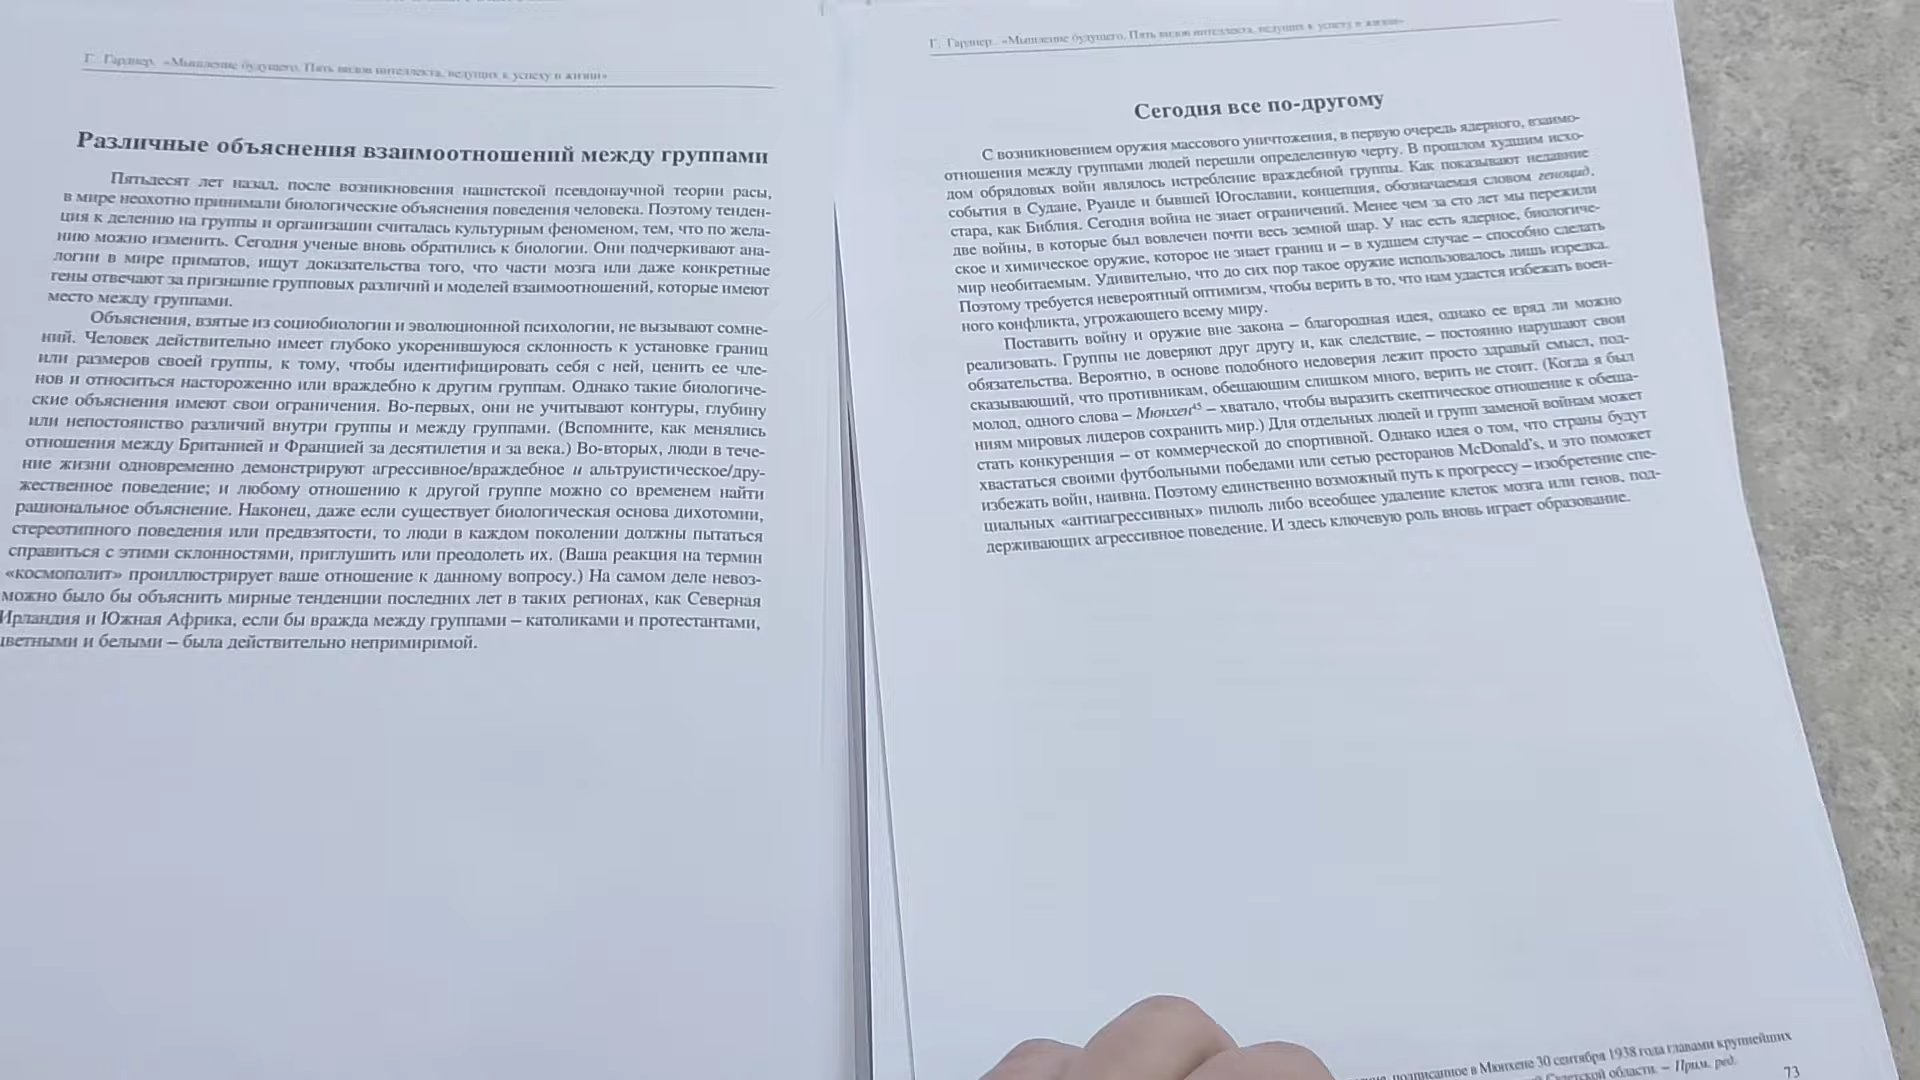 Г. Гарднер. «Мышление будущего. Пять видов интеллекта, ведущих к успеху в жизни»
Различные объяснения взаимоотношений между группами
Пятьдесят лет назад, после возникновения нацистской псевдонаучной теории расы,
в мире неохотно принимали биологические объяснения поведения человека. Поэтому тенден-
ция к делению на группы и организации считалась культурным феноменом, тем, что по жела-
нию можно изменить. Сегодня ученые вновь обратились к биологии. Они подчеркивают ана-
логии в мире приматов, ищут доказательства того, что части мозга или даже конкретные
гены отвечают за признание групповых различий и моделей взаимоотношений, которые имеют
место между группами.
Объяснения, взятые из социобиологии и эволюционной психологии, не вызывают сомне-
ний. Человек действительно имеет глубоко укоренившуюся склонность к установке границ
или размеров своей группы, к тому, чтобы идентифицировать себя с ней, ценить ее чле-
нов и относиться настороженно или враждебно к другим группам. Однако такие биологиче-
ские объяснения имеют свои ограничения. Во-первых, они не учитывают контуры, глубину
или непостоянство различий внутри группы и между группами. (Вспомните, как менялись
отношения между Британией и Францией за десятилетия и за века.) Во-вторых, люди в тече-
ние жизни одновременно демонстрируют агрессивное/враждебное и альтруистическое/дру-
жественное поведение; и любому отношению к другой группе можно со временем найти
рациональное объяснение. Наконец, даже если существует биологическая основа дихотомии,
стереотипного поведения или предвзятости, то люди в каждом поколении должны пытаться
справиться с этими склонностями, приглушить или преодолеть их. (Ваша реакция на термин
«космополит» проиллюстрирует ваше отношение к данному вопросу.) На самом деле невоз-
можно было бы объяснить мирные тенденции последних лет в таких регионах, как Северная
Ирландия и Южная Африка, если бы вражда между группами – католиками и протестантами,
цветными и белыми – была действительно непримиримой.
Г. Гарднер. «Мышление будущего. Пять видов интеллекта, ведущих к успеху в жизни»
Сегодня все по-другому
С возникновением оружия массового уничтожения, в первую очередь ядерного, взаимо-
отношения между группами людей перешли определенную черту. В прошлом худшим исхо-
дом обрядовых войн являлось истребление враждебной группы. Как показывают недавние
события в Судане, Руанде и бывшей Югославии, концепция, обозначаемая словом геноцид,
стара, как Библия. Сегодня война не знает ограничений. Менее чем за сто лет мы пережили
две войны, в которые был вовлечен почти весь земной шар. У нас есть ядерное, биологиче-
ское и химическое оружие, которое не знает границ и – в худшем случае – способно сделать
мир необитаемым. Удивительно, что до сих пор такое оружие использовалось лишь изредка.
Поэтому требуется невероятный оптимизм, чтобы верить в то, что нам удастся избежать воен-
ного конфликта, угрожающего всему миру.
Поставить войну и оружие вне закона – благородная идея, однако ее вряд ли можно
реализовать. Группы не доверяют друг другу и, как следствие, – постоянно нарушают свои
обязательства. Вероятно, в основе подобного недоверия лежит просто здравый смысл, под-
сказывающий, что противникам, обещающим слишком много, верить не стоит. (Когда я был
молод, одного слова – Мюнхен⁴⁵ – хватало, чтобы выразить скептическое отношение к обеща-
ниям мировых лидеров сохранить мир.) Для отдельных людей и групп заменой войнам может
стать конкуренция – от коммерческой до спортивной. Однако идея о том, что страны будут
хвастаться своими футбольными победами или сетью ресторанов McDonald's, и это поможет
избежать войн, наивна. Поэтому единственно возможный путь к прогрессу – изобретение спе-
циальных «антиагрессивных» пилюль либо всеобщее удаление клеток мозга или генов, под-
держивающих агрессивное поведение. И здесь ключевую роль вновь играет образование.
подписанное в Мюнхене 30 сентября 1938 года главами крупнейших
Судетской области. – Прим. ред.
73